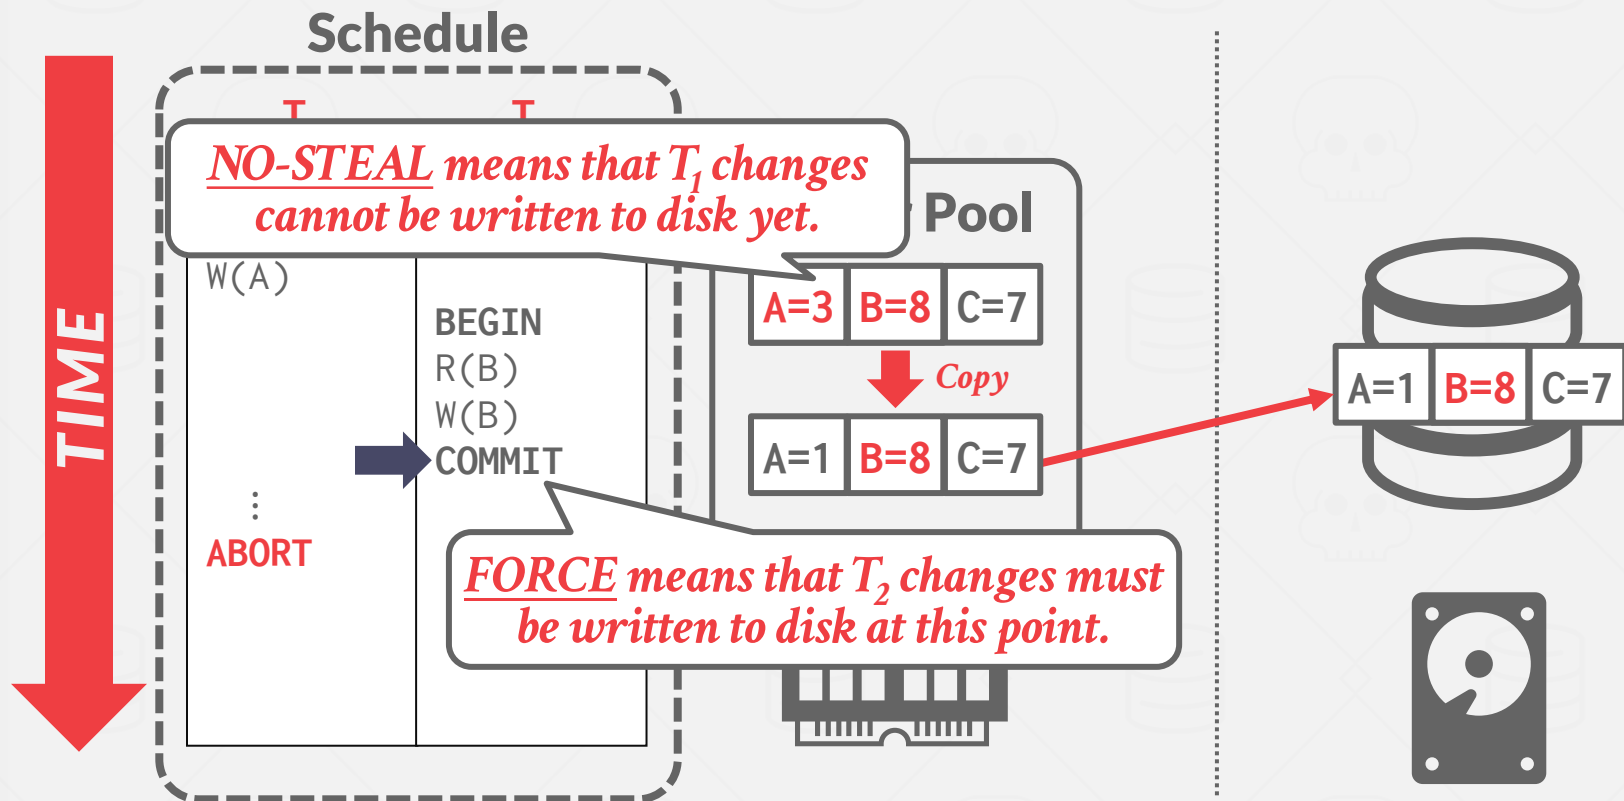 Schedule
T T
NO-STEAL means that T1 changes
cannot be written to disk yet.
Pool
W(A)
BEGIN
R(B)
W(B)
COMMIT
⋮
ABORT
TIME
A=3 B=8 C=7
Copy
A=1 B=8 C=7
A=1 B=8 C=7
FORCE means that T2 changes must
be written to disk at this point.